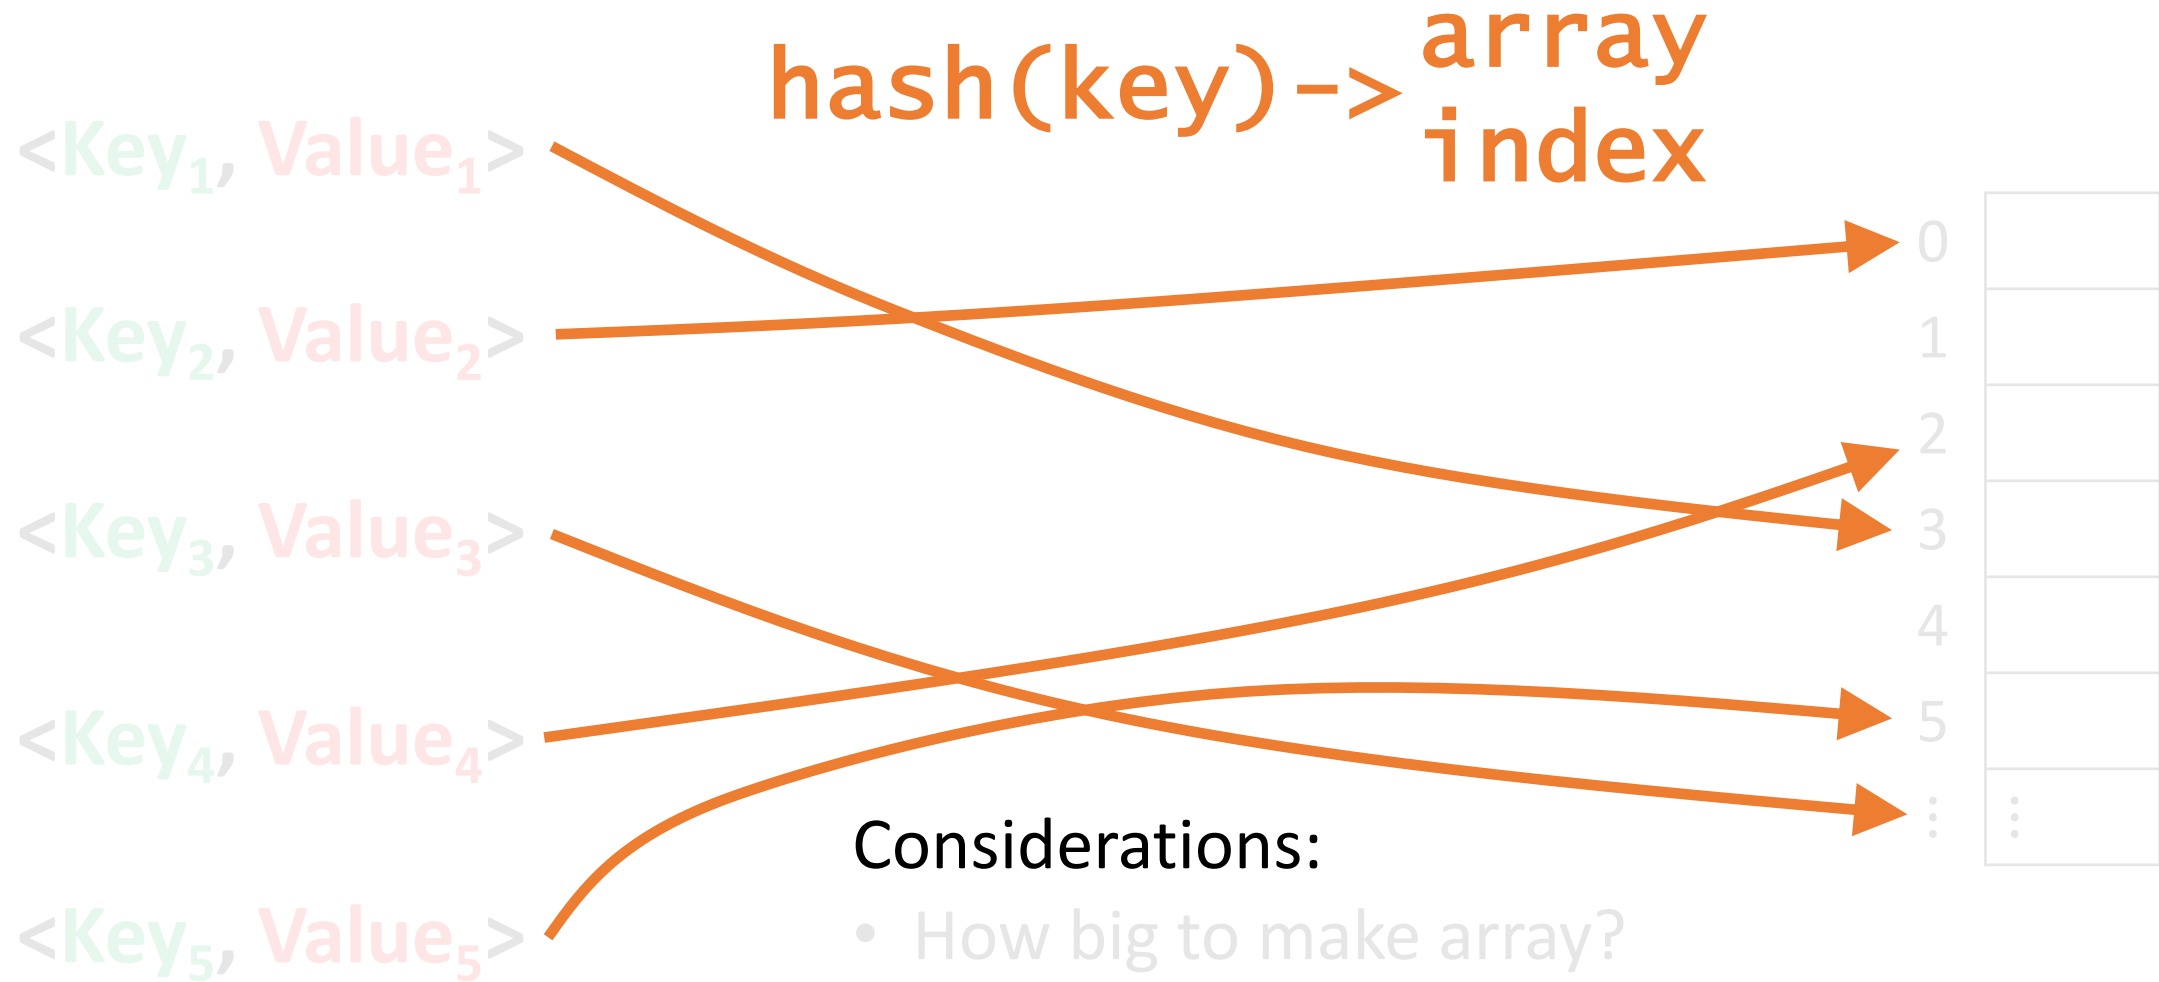 hash(key)->array index
<Key₁, Value₁>
<Key₂, Value₂>
<Key₃, Value₃>
<Key₄, Value₄>
<Key₅, Value₅>
0
1
2
3
4
5
⋮ ⋮
Considerations:
• How big to make array?